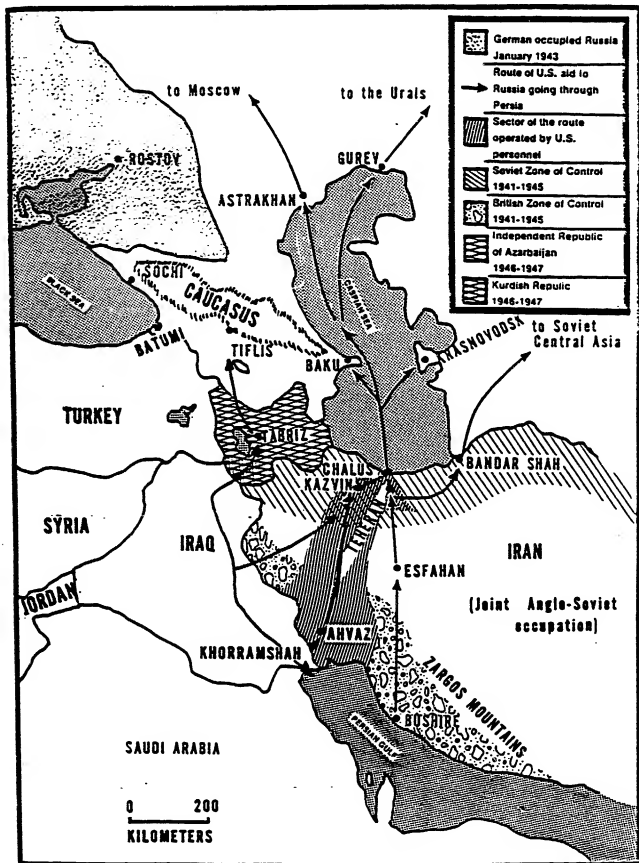 German occupied Russia
January 1943
Route of U.S. aid to
Russia going through
Persia
Sector of the route
operated by U.S.
personnel
Soviet Zone of Control
1941-1945
British Zone of Control
1941-1945
Independent Republic
of Azarbaijan
1946-1947
Kurdish Repulic
1946-1947
to Moscow
to the Urals
ROSTOV
GUREY
ASTRAKHAN
SOCHI
CAUCASUS
BLACK SEA
CASPIAN SEA
BATUMI
TIFLIS
BAKU
KRASNOVODSK
to Soviet
Central Asia
TURKEY
TABRIZ
CHALUS
KAZVIN
BANDAR SHAH
TEHERAN
SYRIA
IRAQ
IRAN
ESFAHAN
(Joint Anglo-Soviet
occupation)
JORDAN
AHVAZ
KHORRAMSHAH
ZARGOS MOUNTAINS
BUSHIRE
PERSIAN GULF
SAUDI ARABIA
0 200
KILOMETERS